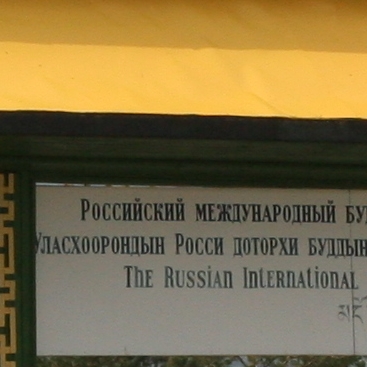 Российский международный
Уласхоорондын Росси доторхи
The Russian International